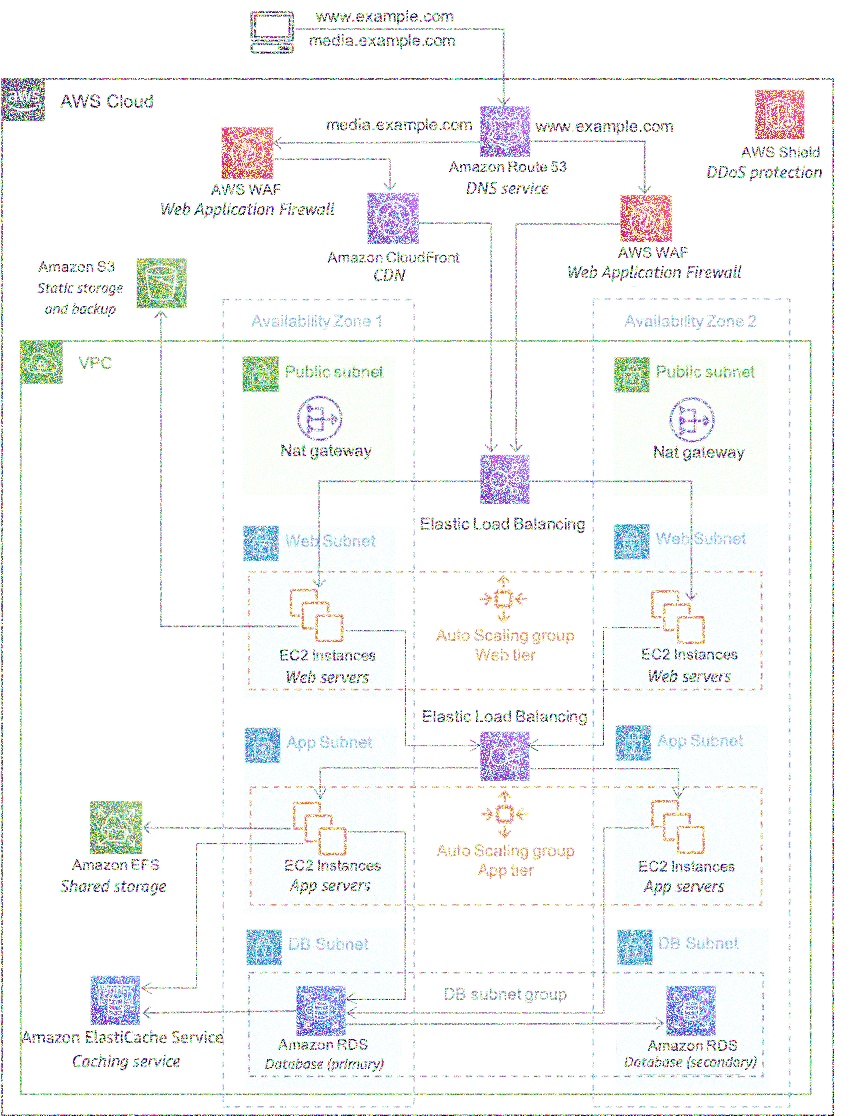 www.example.com
media.example.com
AWS Cloud
media.example.com
www.example.com
Amazon Route 53
DNS service
AWS Shield
DDoS protection
AWS WAF
Web Application Firewall
Amazon CloudFront
CDN
AWS WAF
Web Application Firewall
Amazon S3
Static storage
and backup
Availability Zone 1
Availability Zone 2
VPC
Public subnet
Public subnet
Nat gateway
Nat gateway
Elastic Load Balancing
Web Subnet
Web Subnet
Auto Scaling group
Web tier
EC2 Instances
Web servers
EC2 Instances
Web servers
Elastic Load Balancing
App Subnet
App Subnet
Amazon EFS
Shared storage
EC2 Instances
App servers
Auto Scaling group
App tier
EC2 Instances
App servers
DB Subnet
DB Subnet
DB subnet group
Amazon ElastiCache Service
Caching service
Amazon RDS
Database (primary)
Amazon RDS
Database (secondary)